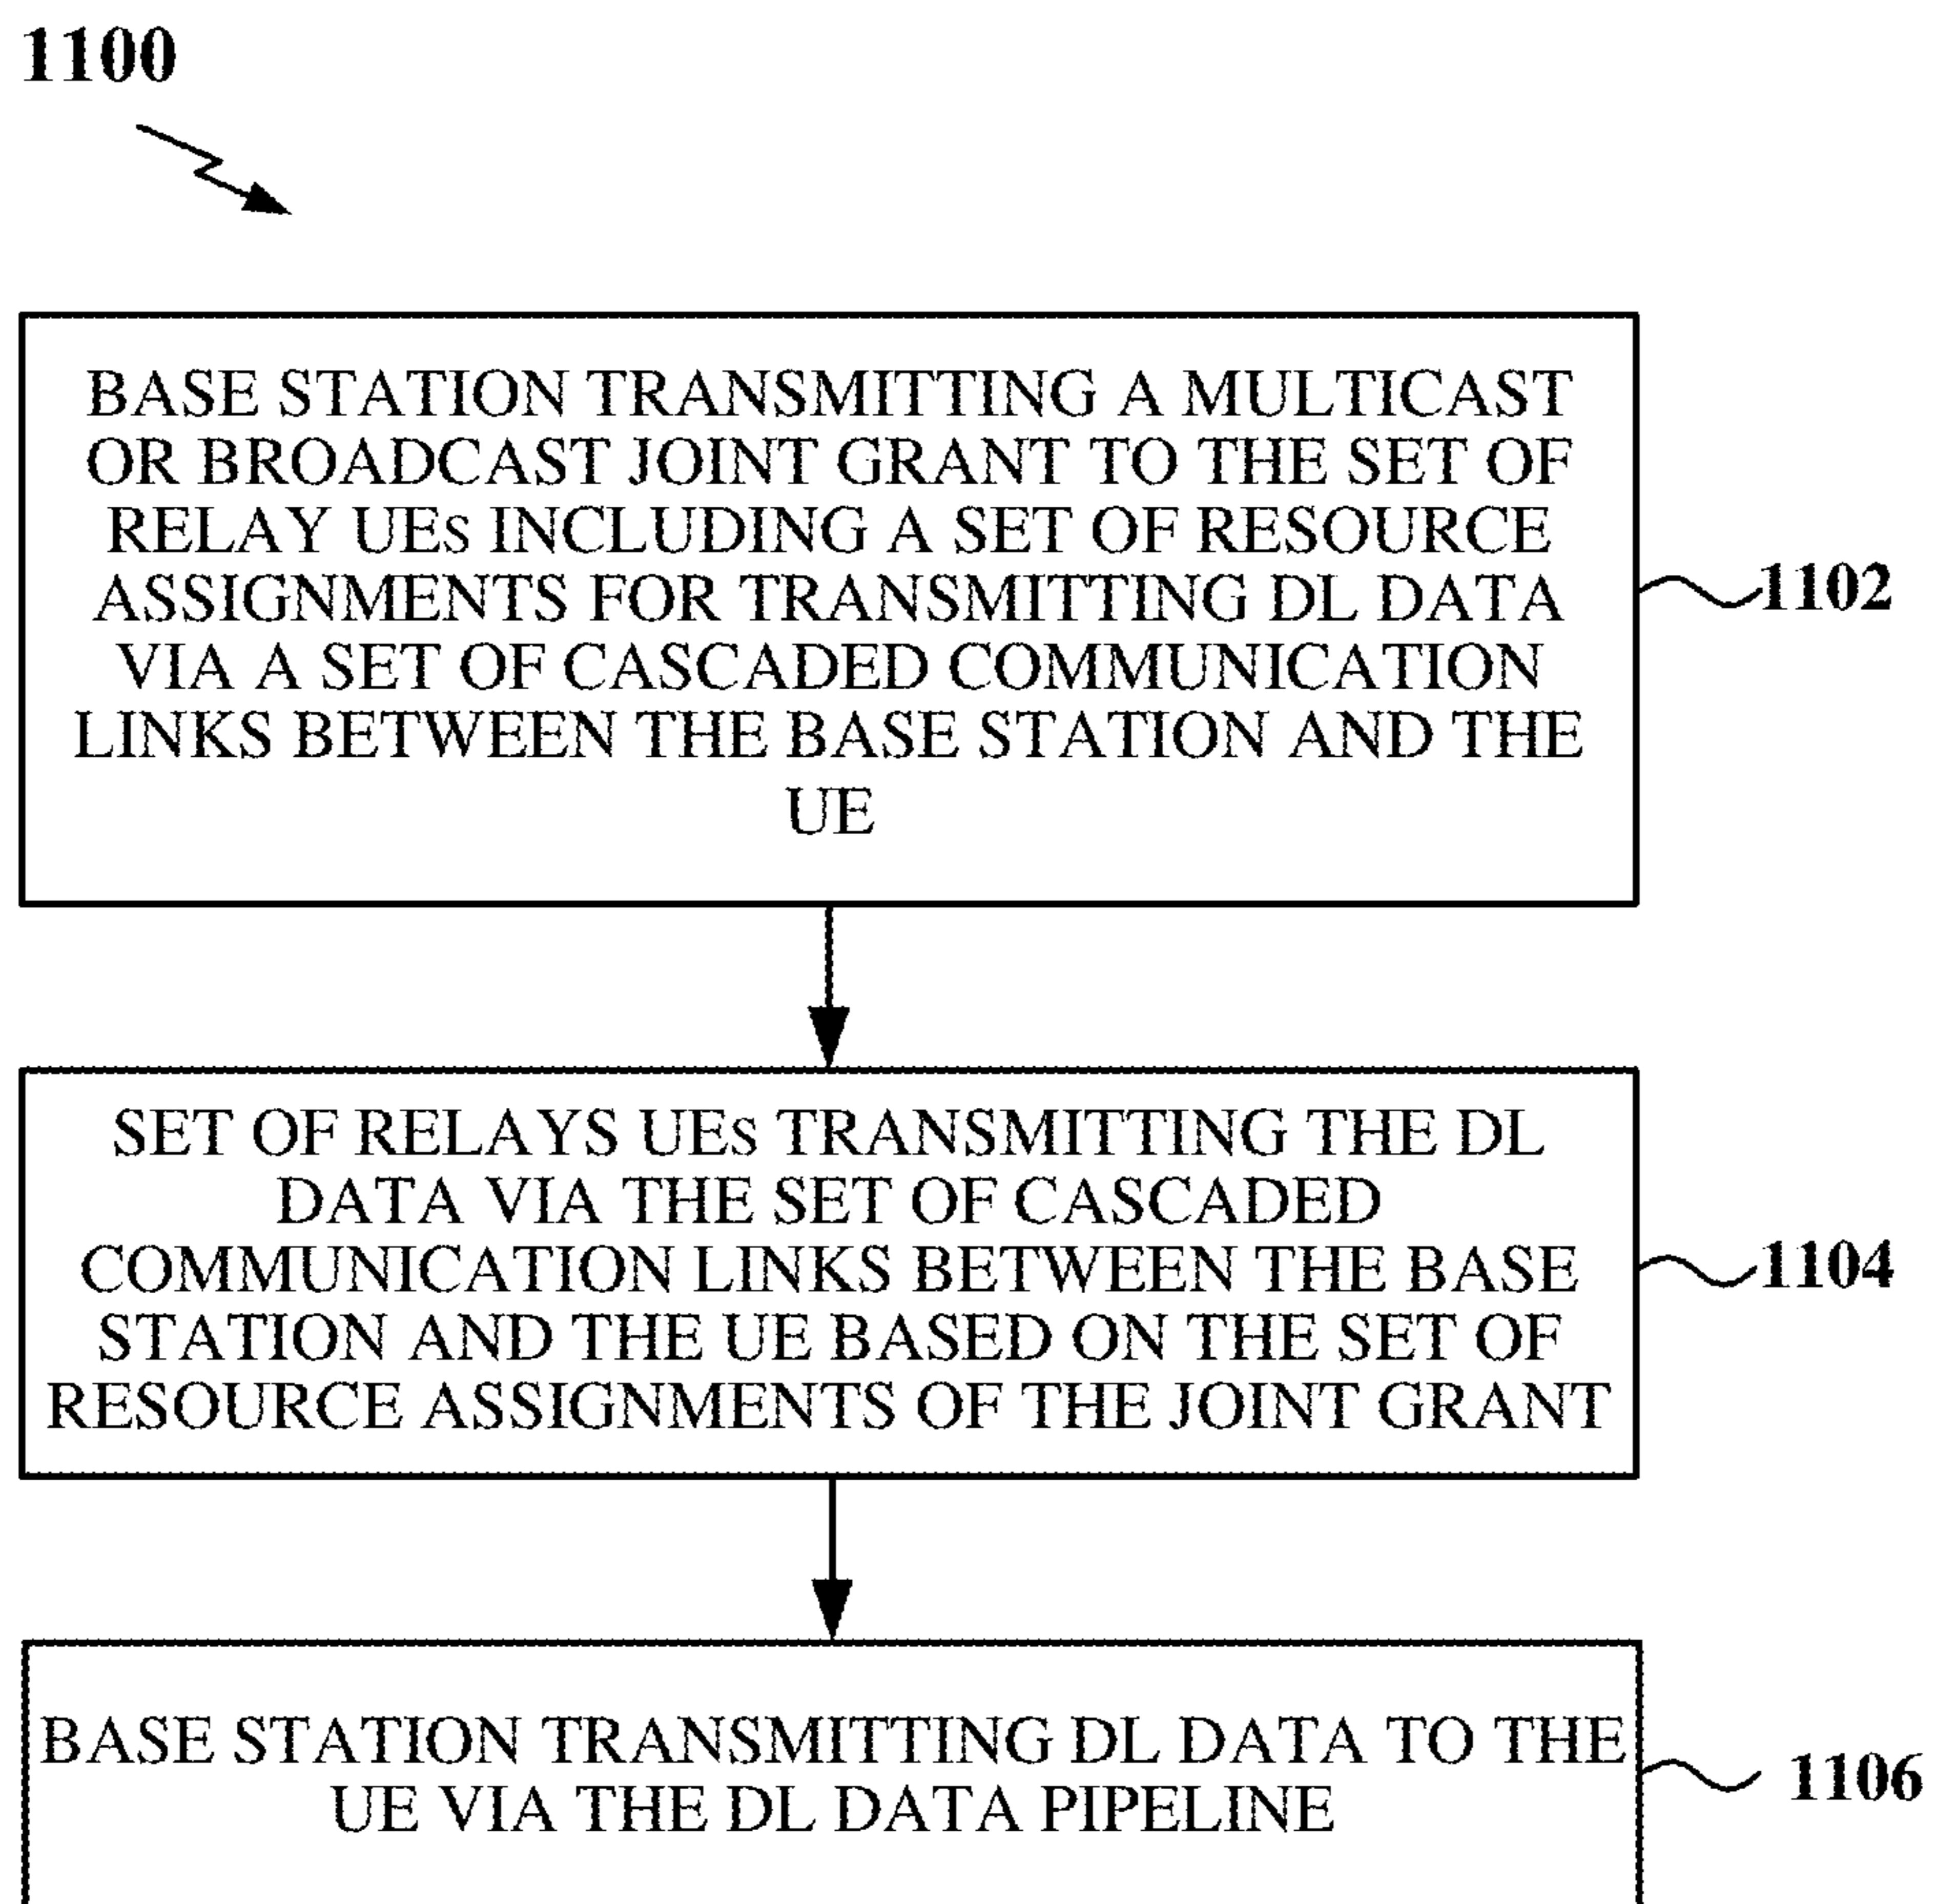 1100
BASE STATION TRANSMITTING A MULTICAST
OR BROADCAST JOINT GRANT TO THE SET OF
RELAY UEs INCLUDING A SET OF RESOURCE
ASSIGNMENTS FOR TRANSMITTING DL DATA
VIA A SET OF CASCADED COMMUNICATION
LINKS BETWEEN THE BASE STATION AND THE
UE
1102
SET OF RELAYS UEs TRANSMITTING THE DL
DATA VIA THE SET OF CASCADED
COMMUNICATION LINKS BETWEEN THE BASE
STATION AND THE UE BASED ON THE SET OF
RESOURCE ASSIGNMENTS OF THE JOINT GRANT
1104
BASE STATION TRANSMITTING DL DATA TO THE
UE VIA THE DL DATA PIPELINE
1106